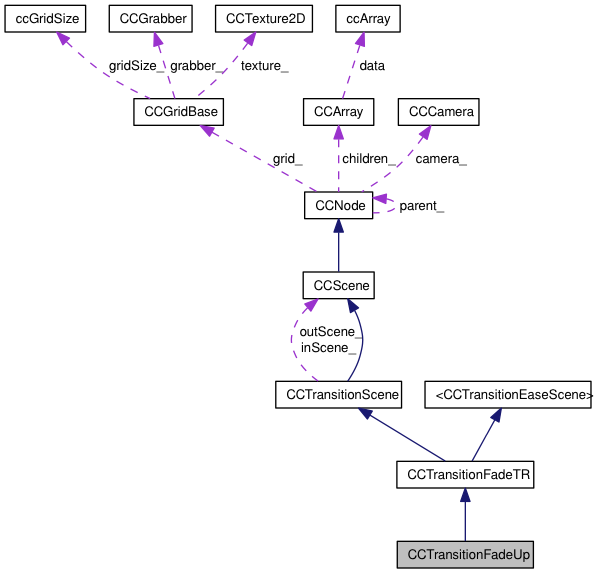 ccGridSize
CCGrabber
CCTexture2D
ccArray
gridSize_
grabber_
texture_
data
CCGridBase
CCArray
CCCamera
grid_
children_
camera_
CCNode
parent_
CCScene
outScene_
inScene_
CCTransitionScene
<CCTransitionEaseScene>
CCTransitionFadeTR
CCTransitionFadeUp